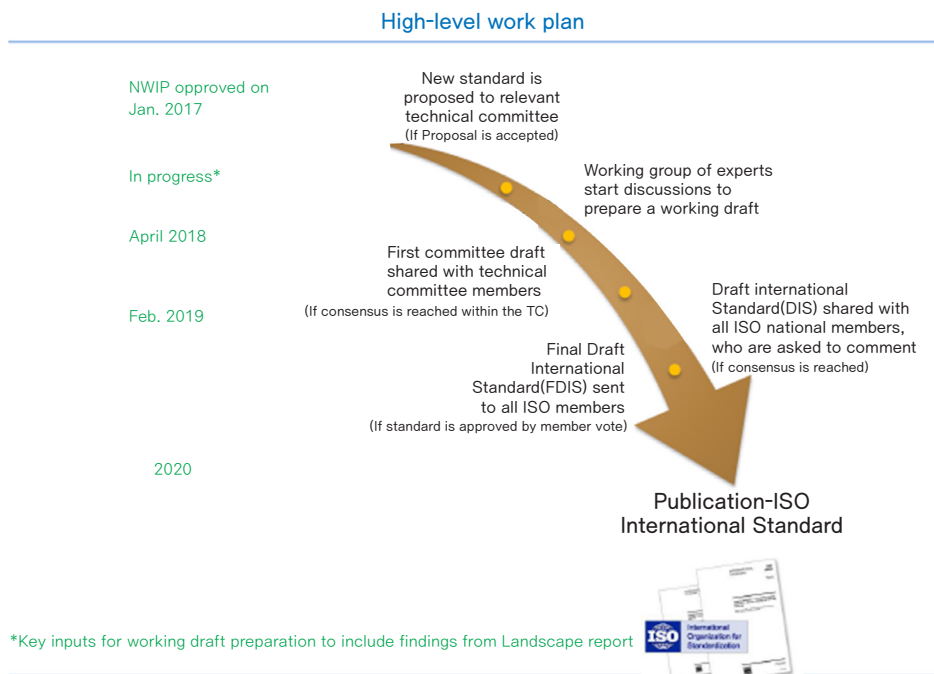 High-level work plan
NWIP opproved on
Jan. 2017
New standard is
proposed to relevant
technical committee
(If Proposal is accepted)
In progress*
Working group of experts
start discussions to
prepare a working draft
April 2018
First committee draft
shared with technical
committee members
(If consensus is reached within the TC)
Feb. 2019
Draft international
Standard(DIS) shared with
all ISO national members,
who are asked to comment
(If consensus is reached)
Final Draft
International
Standard(FDIS) sent
to all ISO members
(If standard is approved by member vote)
2020
Publication-ISO
International Standard
*Key inputs for working draft preparation to include findings from Landscape report
ISO
International
Organization for
Standardization